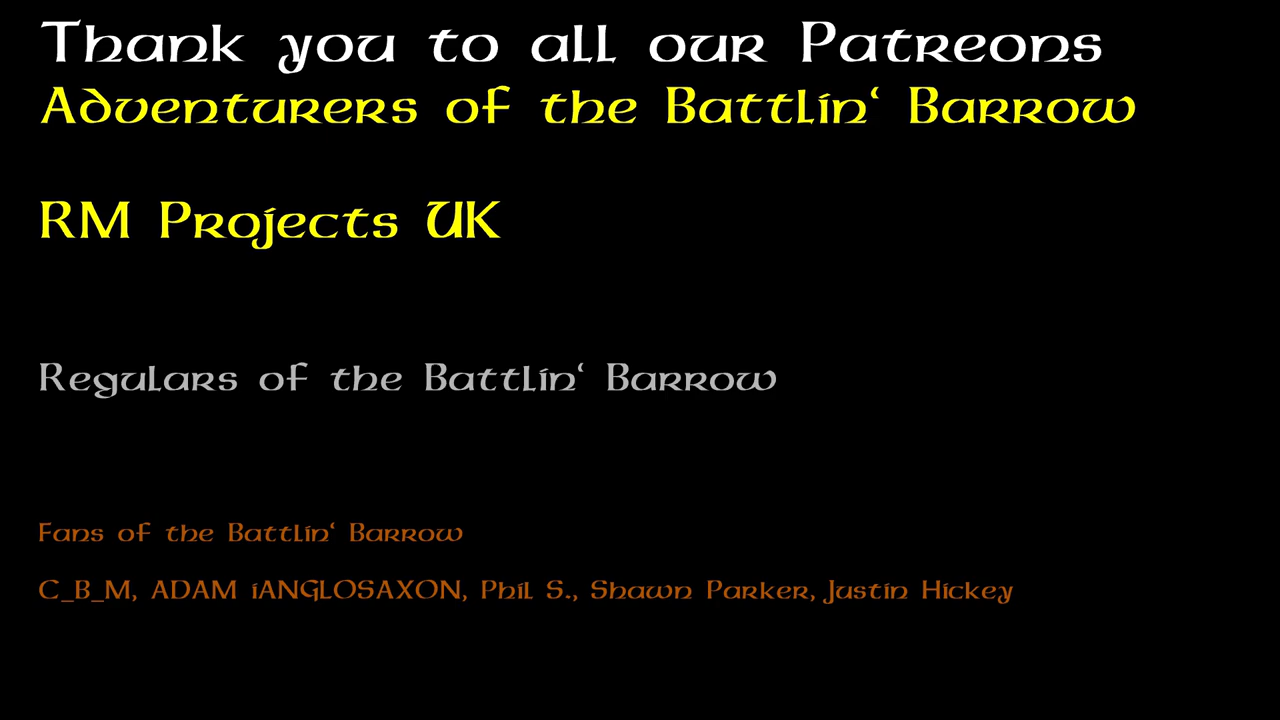 Thank you to all our Patreons
Adventurers of the Battlin‘ Barrow
RM Projects UK
Regulars of the Battlin‘ Barrow
Fans of the Battlin‘ Barrow
C_B_M, ADAM iANGLOSAXON, Phil S., Shawn Parker, Justin Hickey